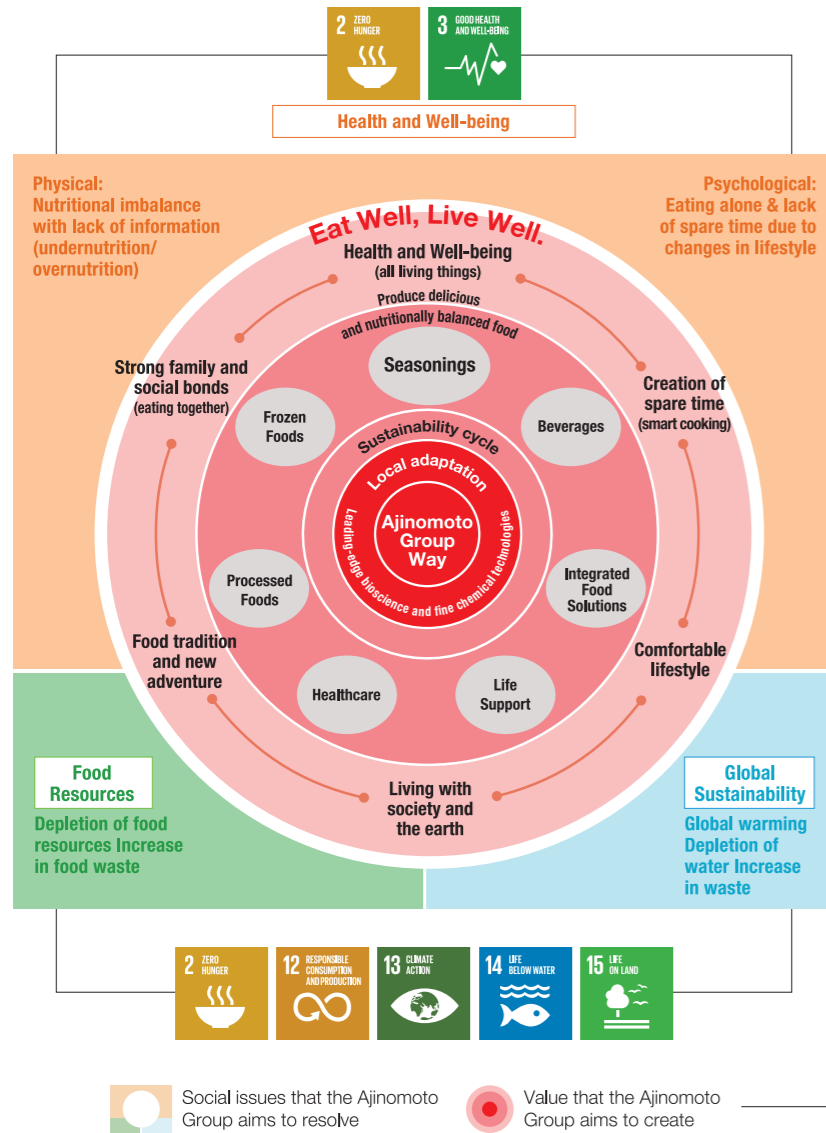 2 ZERO
HUNGER
3 GOOD HEALTH
AND WELL-BEING
Health and Well-being
Physical:
Nutritional imbalance
with lack of information
(undernutrition/
overnutrition)
Psychological:
Eating alone & lack
of spare time due to
changes in lifestyle
Eat Well, Live Well.
Health and Well-being
(all living things)
Produce delicious
and nutritionally balanced food
Strong family and
social bonds
(eating together)
Creation of
spare time
(smart cooking)
Seasonings
Frozen
Foods
Beverages
Sustainability cycle
Local adaptation
Ajinomoto
Group
Way
Leading-edge bioscience and fine chemical technologies
Processed
Foods
Integrated
Food
Solutions
Food tradition
and new
adventure
Comfortable
lifestyle
Healthcare
Life
Support
Living with
society and
the earth
Food
Resources
Depletion of food
resources Increase
in food waste
Global
Sustainability
Global warming
Depletion of
water Increase
in waste
2 ZERO
HUNGER
12 RESPONSIBLE
CONSUMPTION
AND PRODUCTION
13 CLIMATE
ACTION
14 LIFE
BELOW WATER
15 LIFE
ON LAND
Social issues that the Ajinomoto
Group aims to resolve
Value that the Ajinomoto
Group aims to create